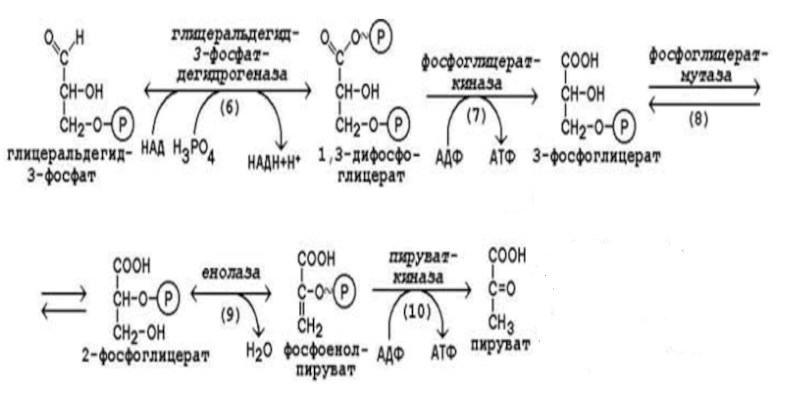 глицеральдегид-
3-фосфат-
дегидрогеназа
O H
C
CH-OH
CH2-O-P
глицеральдегид-
3-фосфат
(6)
НАД H3PO4
НАДН+Н+
O O~P
C
CH-OH
CH2-O-P
1,3-дифосфо-
глицерат
фосфоглицерат-
киназа
(7)
АДФ АТФ
COOH
CH-OH
CH2-O-P
3-фосфоглицерат
фосфоглицерат-
мутаза
(8)
COOH
CH-O-P
CH2-OH
2-фосфоглицерат
енолаза
(9)
H2O
COOH
C-O~P
CH2
фосфоенол-
пируват
пируват-
киназа
(10)
АДФ АТФ
COOH
C=O
CH3
пируват